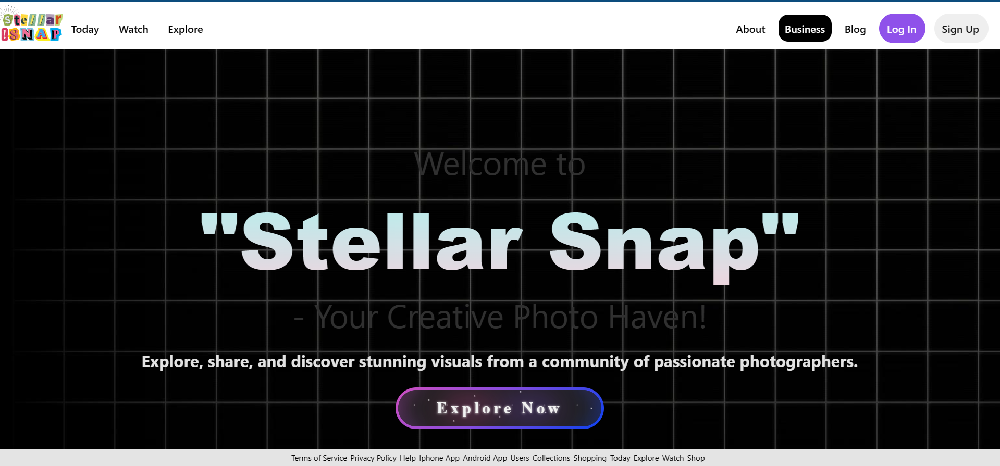 Stellar
!SNAP
Today Watch Explore About Business Blog Log In Sign Up
Welcome to
"Stellar Snap"
- Your Creative Photo Haven!
Explore, share, and discover stunning visuals from a community of passionate photographers.
Explore Now
Terms of Service Privacy Policy Help Iphone App Android App Users Collections Shopping Today Explore Watch Shop